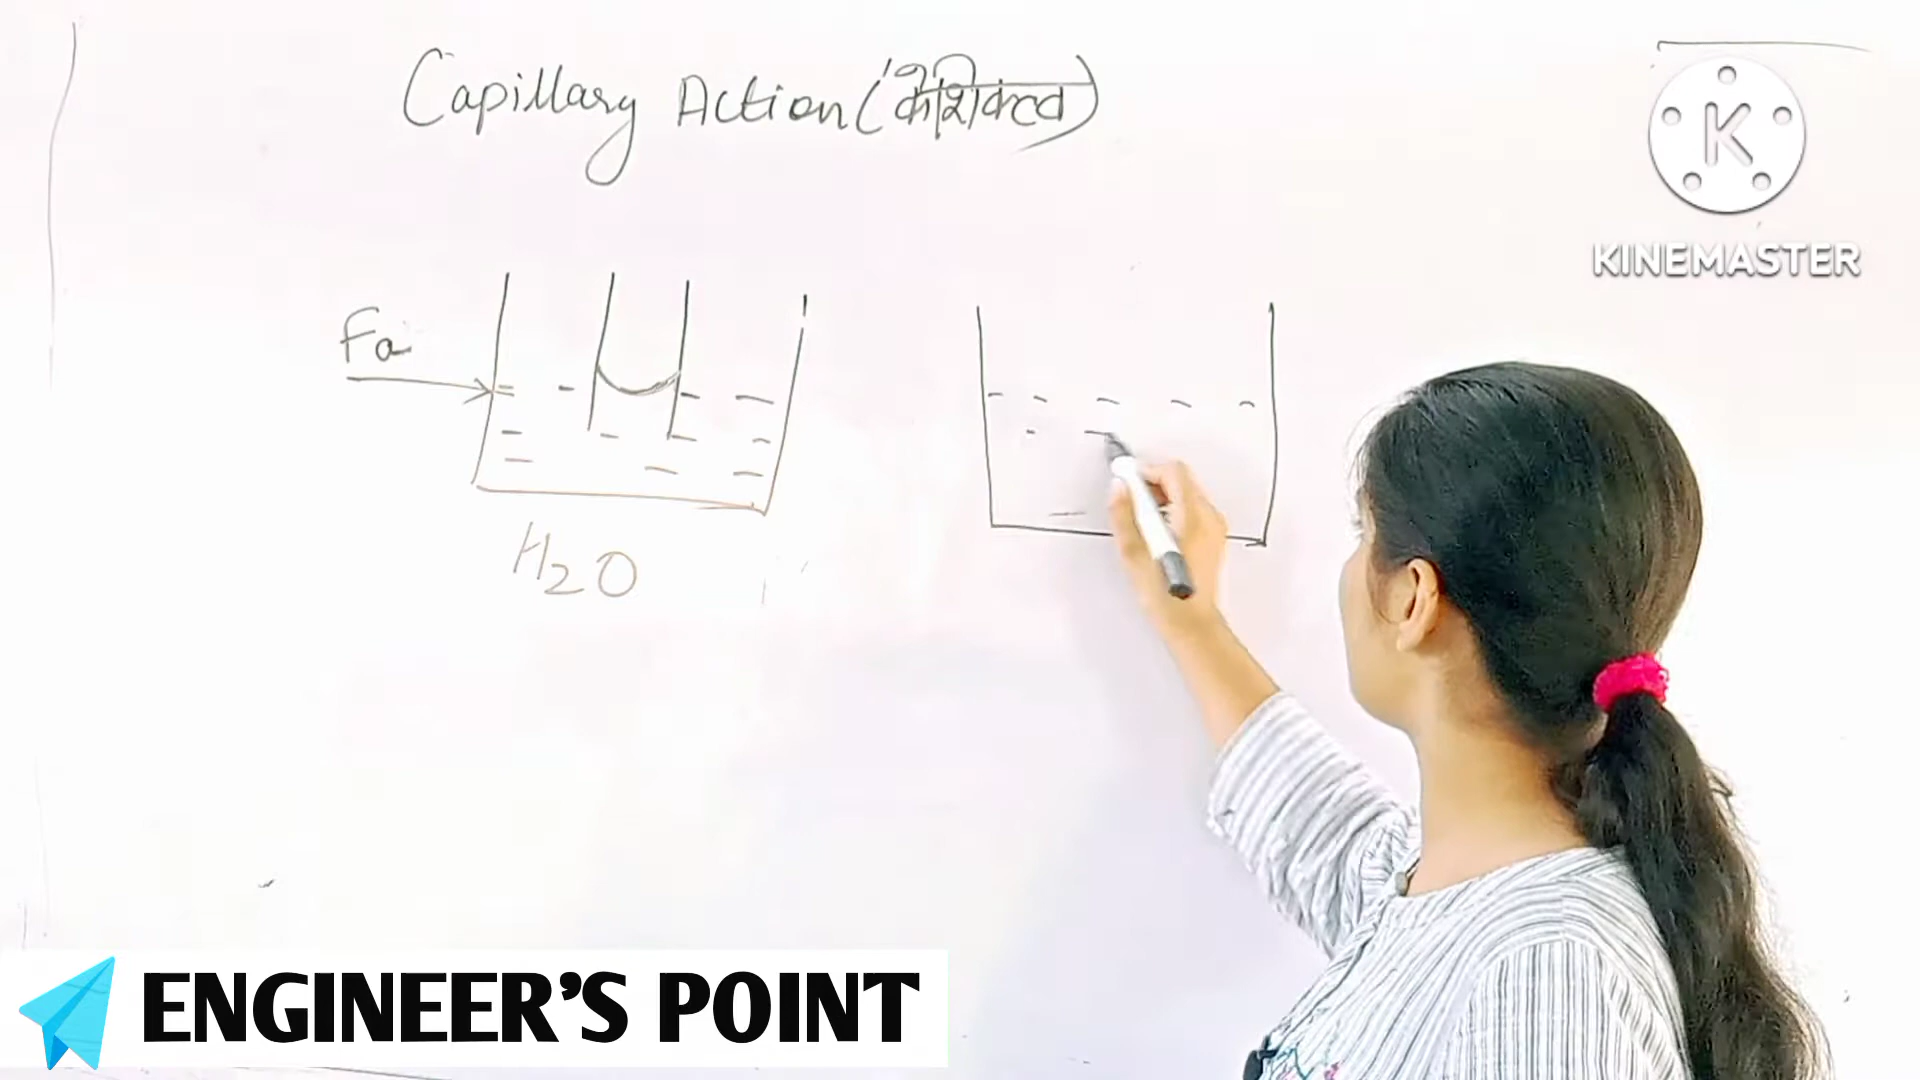 Capillary Action (केशिकत्व)
K
KINEMASTER
Fa
H2O
ENGINEER'S POINT